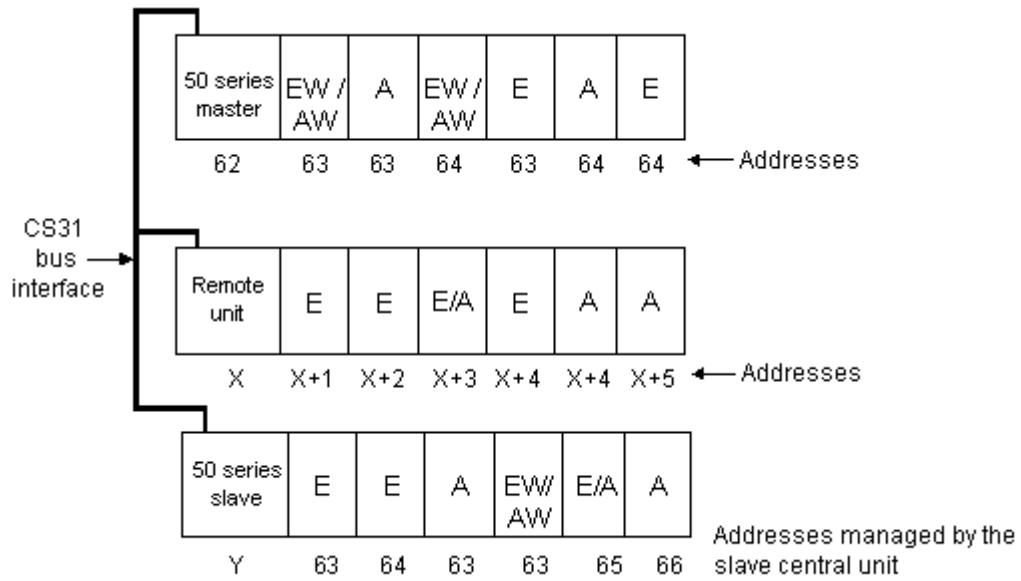 50 series master EW / AW A EW / AW E A E
62 63 63 64 63 64 64 Addresses
CS31 bus interface
Remote unit E E E/A E A A
X X+1 X+2 X+3 X+4 X+4 X+5 Addresses
50 series slave E E A EW/ AW E/A A
Y 63 64 63 63 65 66 Addresses managed by the slave central unit